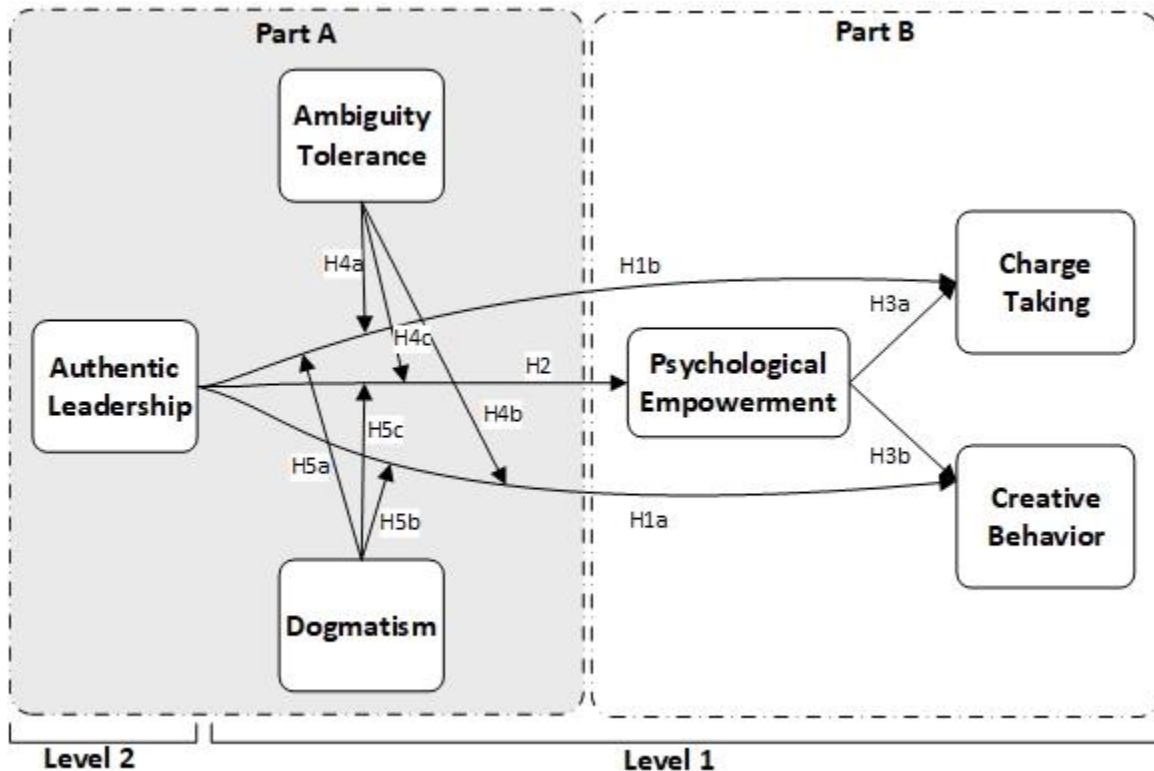 Part A
Part B
Ambiguity
Tolerance
H4a
H1b
Charge
Taking
H3a
H4c
Authentic
Leadership
H2
Psychological
Empowerment
H4b
H5c
H5a
H3b
H5b
H1a
Creative
Behavior
Dogmatism
Level 2
Level 1